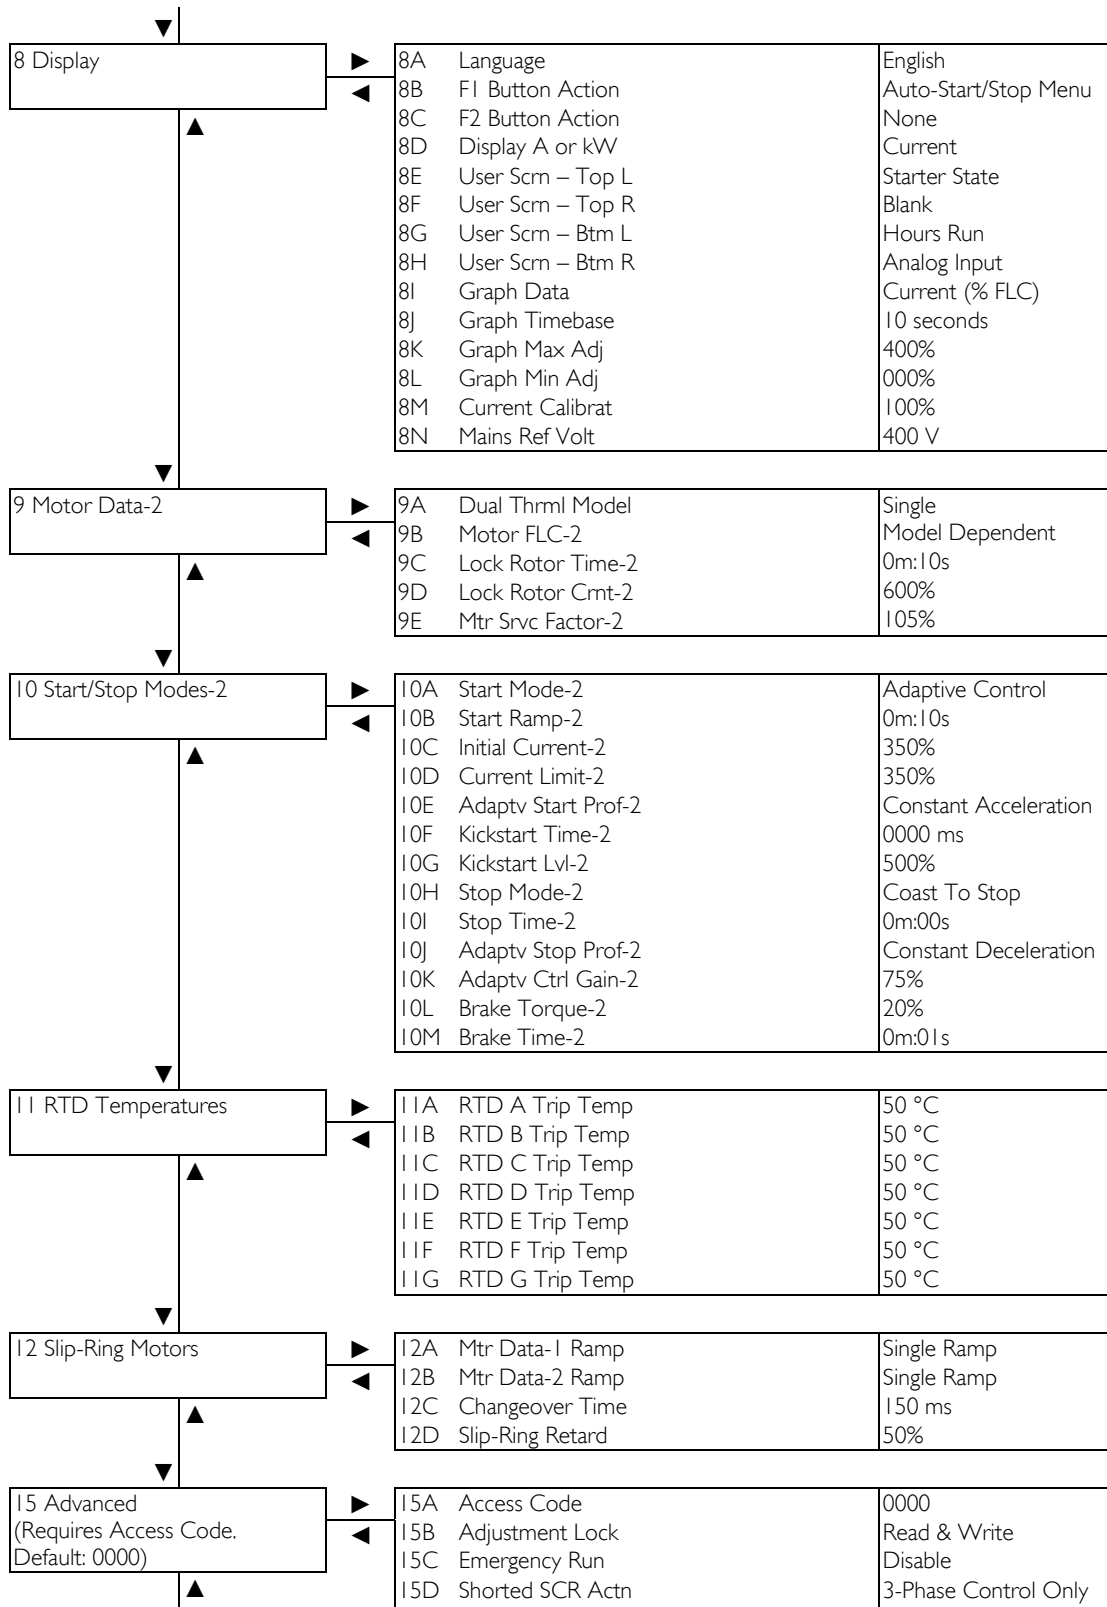 8 Display
8A Language English
8B F1 Button Action Auto-Start/Stop Menu
8C F2 Button Action None
8D Display A or kW Current
8E User Scrn – Top L Starter State
8F User Scrn – Top R Blank
8G User Scrn – Btm L Hours Run
8H User Scrn – Btm R Analog Input
8I Graph Data Current (% FLC)
8J Graph Timebase 10 seconds
8K Graph Max Adj 400%
8L Graph Min Adj 000%
8M Current Calibrat 100%
8N Mains Ref Volt 400 V
9 Motor Data-2
9A Dual Thrml Model Single
9B Motor FLC-2 Model Dependent
9C Lock Rotor Time-2 0m:10s
9D Lock Rotor Crnt-2 600%
9E Mtr Srvc Factor-2 105%
10 Start/Stop Modes-2
10A Start Mode-2 Adaptive Control
10B Start Ramp-2 0m:10s
10C Initial Current-2 350%
10D Current Limit-2 350%
10E Adaptv Start Prof-2 Constant Acceleration
10F Kickstart Time-2 0000 ms
10G Kickstart Lvl-2 500%
10H Stop Mode-2 Coast To Stop
10I Stop Time-2 0m:00s
10J Adaptv Stop Prof-2 Constant Deceleration
10K Adaptv Ctrl Gain-2 75%
10L Brake Torque-2 20%
10M Brake Time-2 0m:01s
11 RTD Temperatures
11A RTD A Trip Temp 50 °C
11B RTD B Trip Temp 50 °C
11C RTD C Trip Temp 50 °C
11D RTD D Trip Temp 50 °C
11E RTD E Trip Temp 50 °C
11F RTD F Trip Temp 50 °C
11G RTD G Trip Temp 50 °C
12 Slip-Ring Motors
12A Mtr Data-1 Ramp Single Ramp
12B Mtr Data-2 Ramp Single Ramp
12C Changeover Time 150 ms
12D Slip-Ring Retard 50%
15 Advanced
(Requires Access Code.
Default: 0000)
15A Access Code 0000
15B Adjustment Lock Read & Write
15C Emergency Run Disable
15D Shorted SCR Actn 3-Phase Control Only